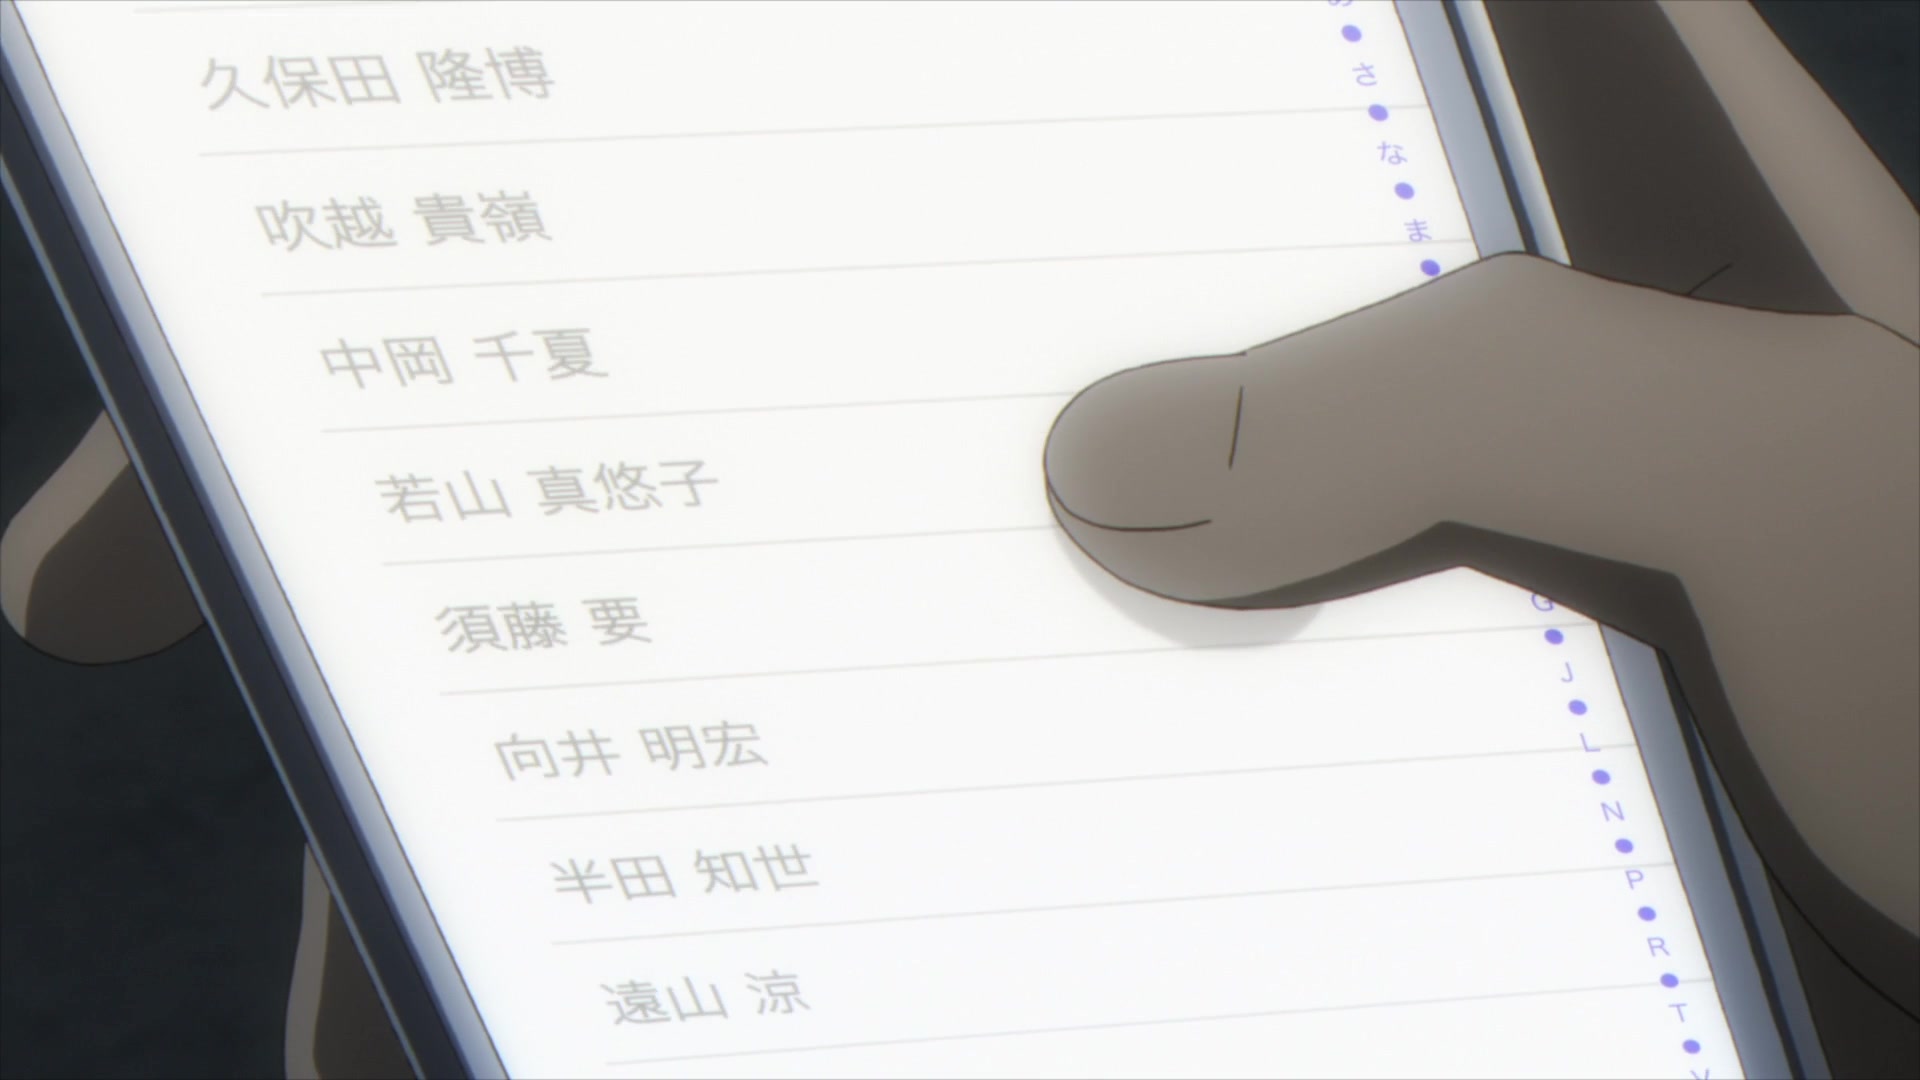 久保田 隆博
吹越 貴嶺
中岡 千夏
若山 真悠子
須藤 要
向井 明宏
半田 知世
遠山 涼
さ
な
ま
G
J
L
N
P
R
T